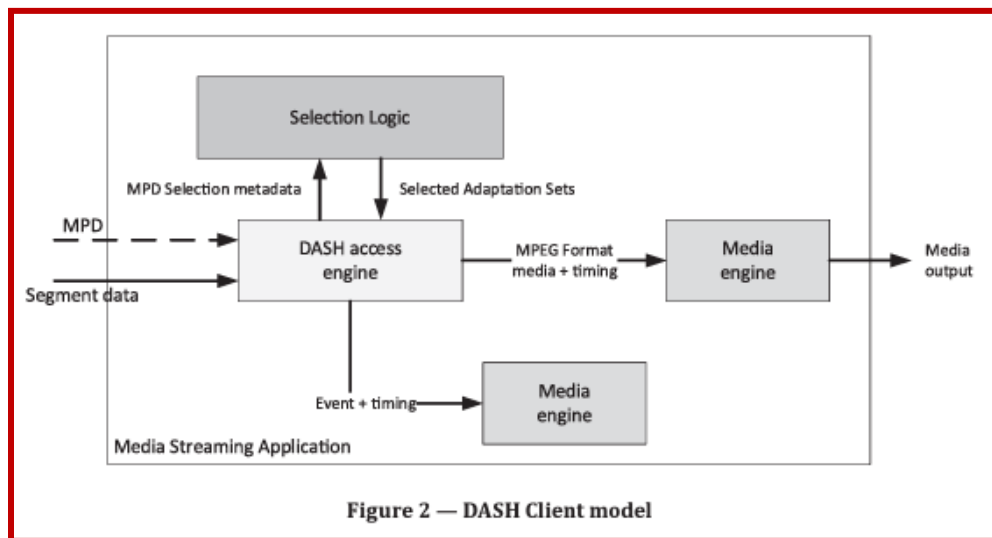 Selection Logic
MPD Selection metadata
Selected Adaptation Sets
MPD
DASH access
engine
MPEG Format
media + timing
Media
engine
Media
output
Segment data
Event + timing
Media
engine
Media Streaming Application
Figure 2 — DASH Client model